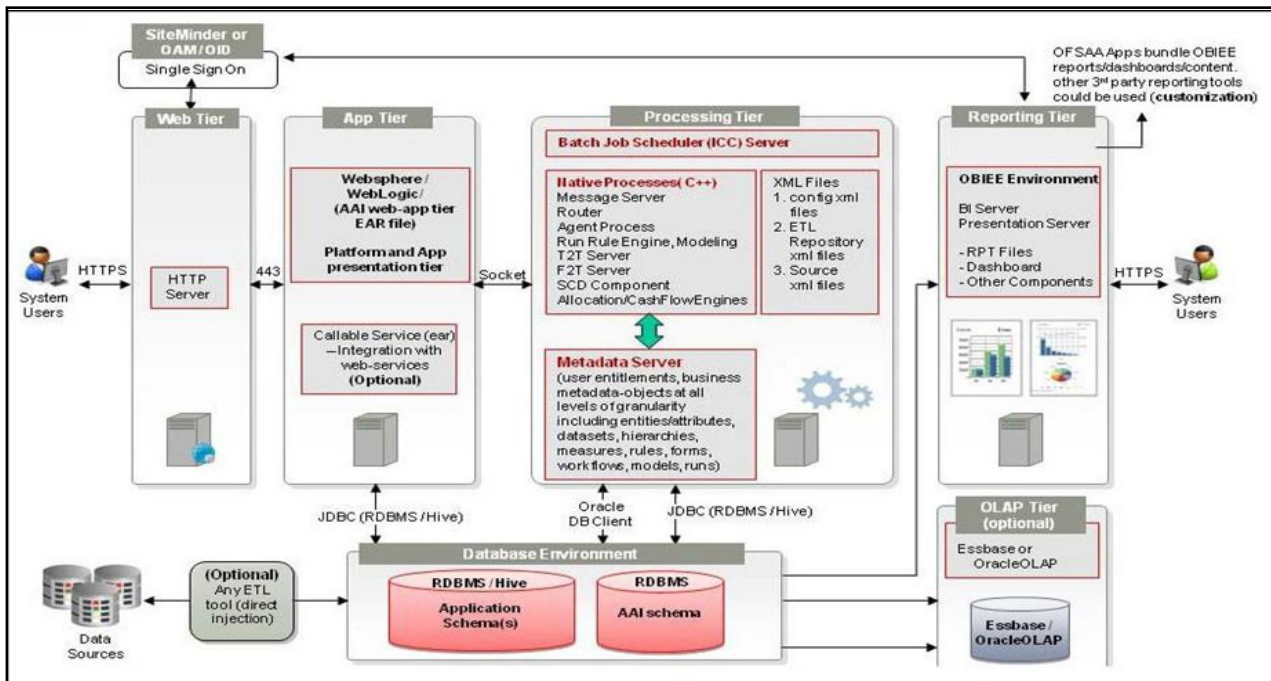 SiteMinder or
OAM/OID
Single Sign On
OFSAA Apps bundle OBIEE
reports/dashboards/content.
other 3rd party reporting tools
could be used (customization)
Web Tier
HTTP
Server
System
Users
HTTPS
443
App Tier
Websphere /
WebLogic/
(AAI web-app tier
EAR file)
Platform and App
presentation tier
Callable Service (ear)
—Integration with
web-services
(Optional)
Socket
Processing Tier
Batch Job Scheduler (ICC) Server
Native Processes( C++)
Message Server
Router
Agent Process
Run Rule Engine, Modeling
T2T Server
F2T Server
SCD Component
Allocation/CashFlowEngines
XML Files
1. config xml
files
2. ETL
Repository
xml files
3. Source
xml files
Metadata Server
(user entitlements, business
metadata-objects at all
levels of granularity
including entities/attributes,
datasets, hierarchies,
measures, rules, forms,
workflows, models, runs)
Reporting Tier
OBIEE Environment
BI Server
Presentation Server
- RPT Files
- Dashboard
- Other Components
HTTPS
System
Users
JDBC (RDBMS / Hive)
Oracle
DB Client
JDBC (RDBMS / Hive)
Data
Sources
(Optional)
Any ETL
tool (direct
injection)
Database Environment
RDBMS / Hive
Application
Schema(s)
RDBMS
AAI schema
OLAP Tier
(optional)
Essbase or
OracleOLAP
Essbase /
OracleOLAP